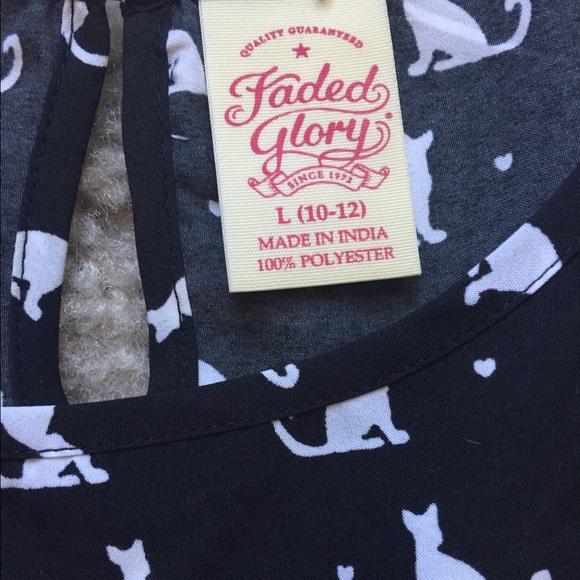 QUALITY GUARANTEED
Faded
Glory®
SINCE 1972
L (10-12)
MADE IN INDIA
100% POLYESTER